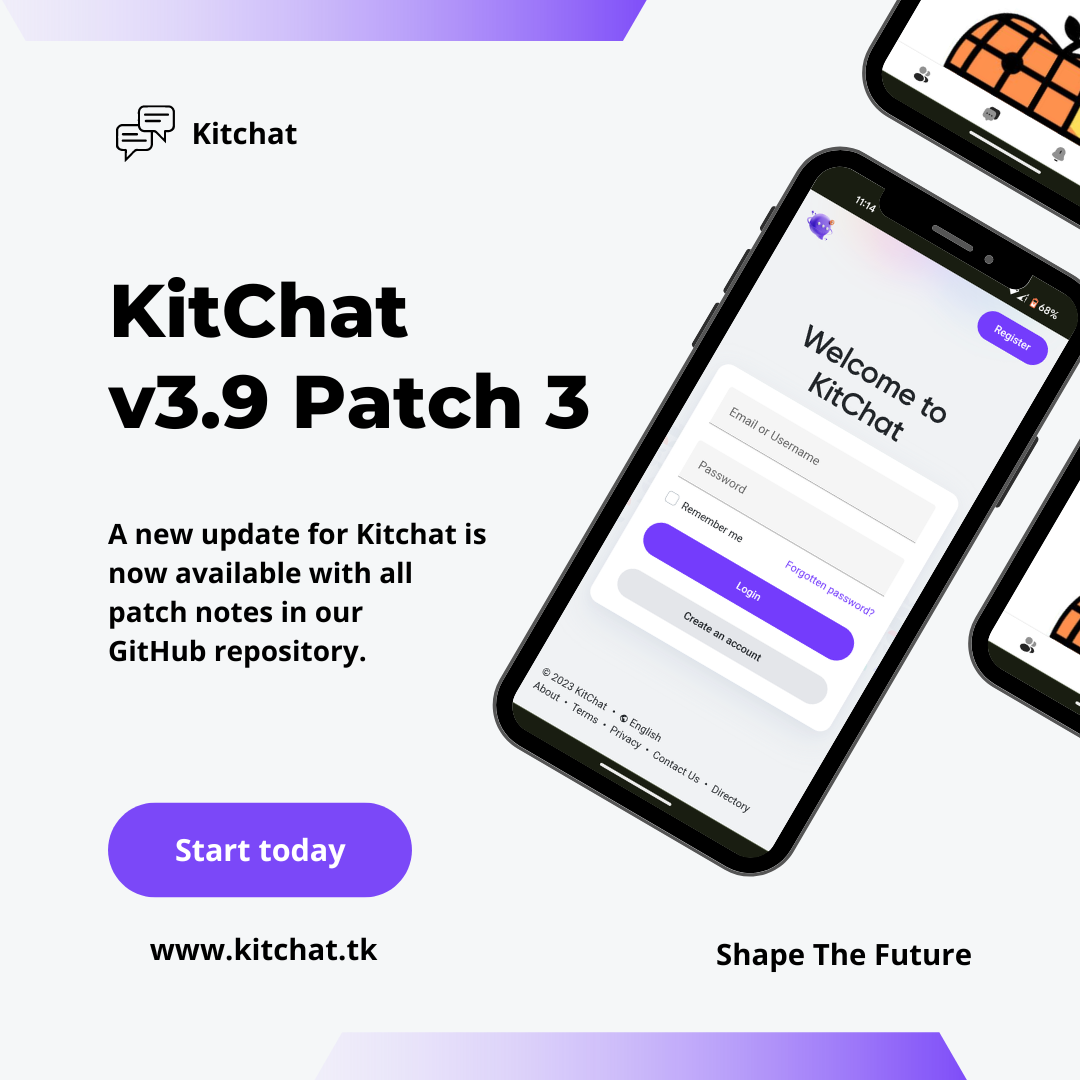 Kitchat
KitChat
v3.9 Patch 3
A new update for Kitchat is
now available with all
patch notes in our
GitHub repository.
Start today
www.kitchat.tk
11:14
68%
Register
Welcome to
KitChat
Email or Username
Password
Remember me
Forgotten password?
Login
Create an account
© 2023 KitChat • English
About • Terms • Privacy • Contact Us • Directory
Shape The Future